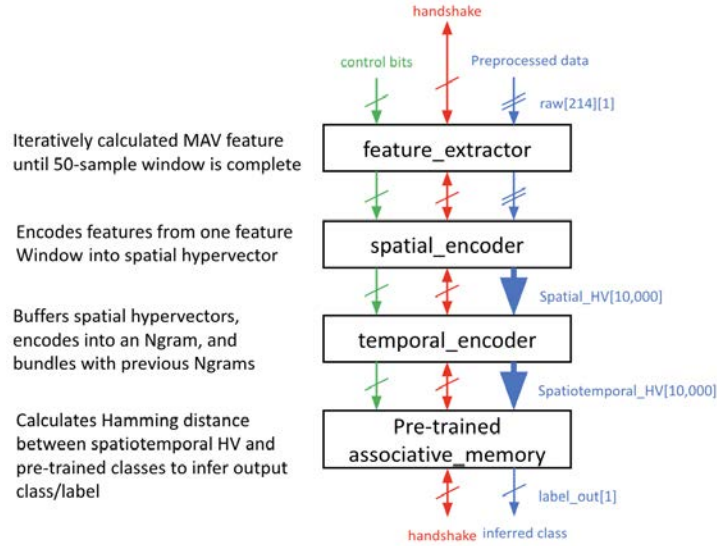 handshake
control bits
Preprocessed data
raw[214][1]
Iteratively calculated MAV feature
until 50-sample window is complete
feature_extractor
Encodes features from one feature
Window into spatial hypervector
spatial_encoder
Spatial_HV[10,000]
Buffers spatial hypervectors,
encodes into an Ngram, and
bundles with previous Ngrams
temporal_encoder
Spatiotemporal_HV[10,000]
Calculates Hamming distance
between spatiotemporal HV and
pre-trained classes to infer output
class/label
Pre-trained
associative_memory
label_out[1]
handshake
inferred class